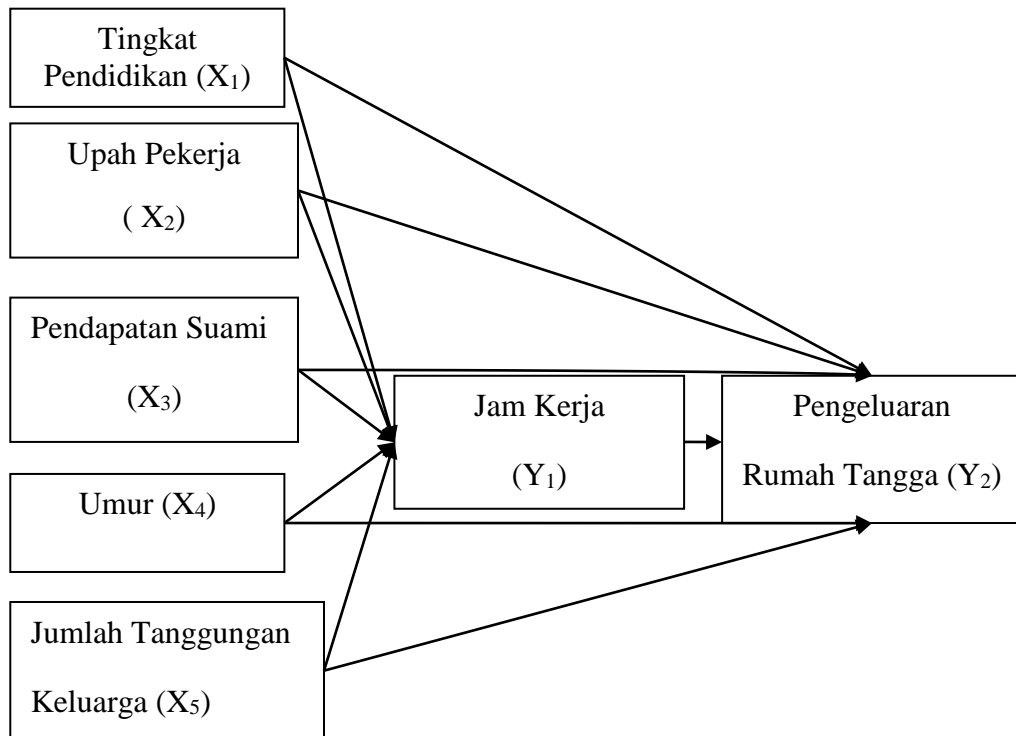 Tingkat
Pendidikan (X₁)
Upah Pekerja
( X₂)
Pendapatan Suami
(X₃)
Jam Kerja
(Y₁)
Pengeluaran
Rumah Tangga (Y₂)
Umur (X₄)
Jumlah Tanggungan
Keluarga (X₅)